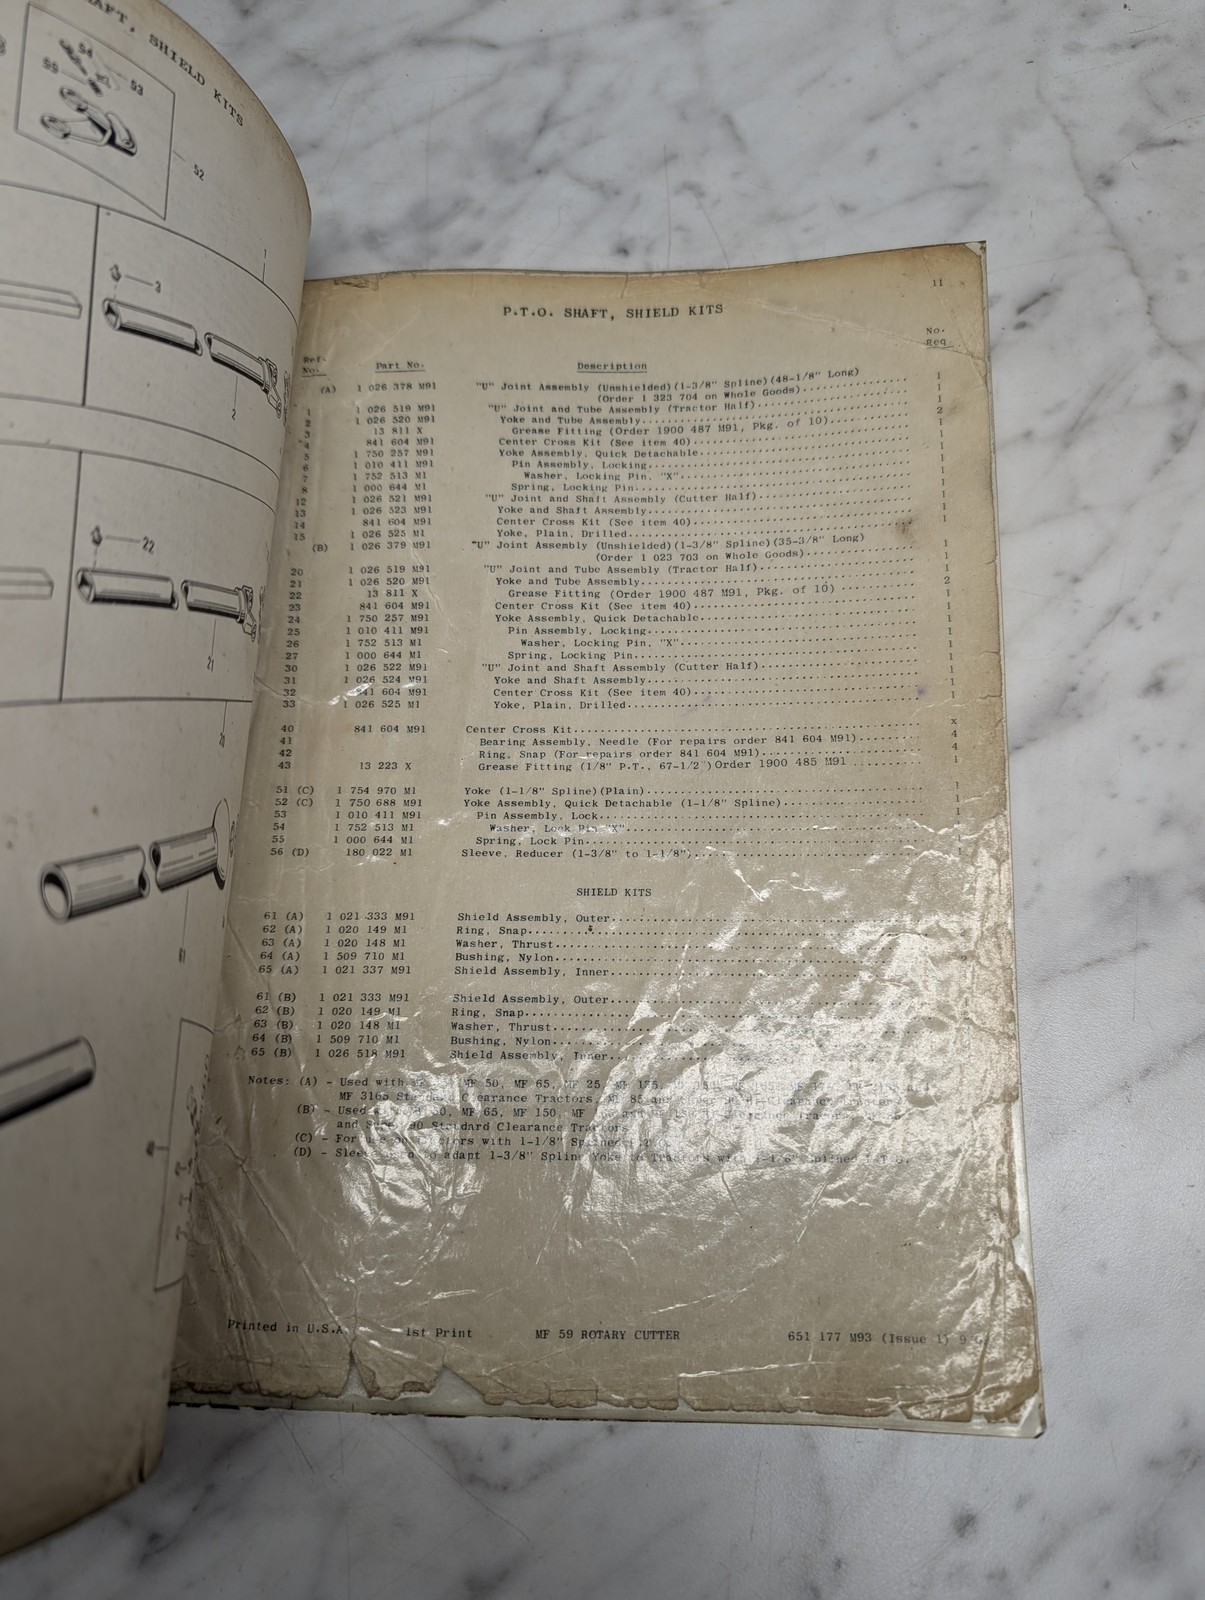 SHAFT, SHIELD KITS
54
53
52
1
3
2
22
21
20
11
P.T.O. SHAFT, SHIELD KITS
No.
Req.
Ref.
No. Part No. Description
(A) 1 026 378 M91 "U" Joint Assembly (Unshielded)(1-3/8" Spline)(48-1/8" Long)
(Order 1 323 704 on Whole Goods) 1
1 1 026 519 M91 "U" Joint and Tube Assembly (Tractor Half) 1
2 1 026 520 M91 Yoke and Tube Assembly 1
3 13 811 X Grease Fitting (Order 1900 487 M91, Pkg. of 10) 2
4 841 604 M91 Center Cross Kit (See item 40) 1
5 1 750 257 M91 Yoke Assembly, Quick Detachable 1
6 1 010 411 M91 Pin Assembly, Locking 1
7 1 752 513 M1 Washer, Locking Pin, "X" 1
8 1 000 644 M1 Spring, Locking Pin 1
12 1 026 521 M91 "U" Joint and Shaft Assembly (Cutter Half) 1
13 1 026 523 M91 Yoke and Shaft Assembly 1
14 841 604 M91 Center Cross Kit (See item 40) 1
15 1 026 525 M1 Yoke, Plain, Drilled 1
(B) 1 026 379 M91 "U" Joint Assembly (Unshielded)(1-3/8" Spline)(35-3/8" Long)
(Order 1 023 703 on Whole Goods) 1
20 1 026 519 M91 "U" Joint and Tube Assembly (Tractor Half) 1
21 1 026 520 M91 Yoke and Tube Assembly 1
22 13 811 X Grease Fitting (Order 1900 487 M91, Pkg. of 10) 2
23 841 604 M91 Center Cross Kit (See item 40) 1
24 1 750 257 M91 Yoke Assembly, Quick Detachable 1
25 1 010 411 M91 Pin Assembly, Locking 1
26 1 752 513 M1 Washer, Locking Pin, "X" 1
27 1 000 644 M1 Spring, Locking Pin 1
30 1 026 522 M91 "U" Joint and Shaft Assembly (Cutter Half) 1
31 1 026 524 M91 Yoke and Shaft Assembly 1
32 841 604 M91 Center Cross Kit (See item 40) 1
33 1 026 525 M1 Yoke, Plain, Drilled 1
40 841 604 M91 Center Cross Kit x
41 Bearing Assembly, Needle (For repairs order 841 604 M91) 4
42 Ring, Snap (For repairs order 841 604 M91) 4
43 13 223 X Grease Fitting (1/8" P.T., 67-1/2°) Order 1900 485 M91 1
51 (C) 1 754 970 M1 Yoke (1-1/8" Spline)(Plain) 1
52 (C) 1 750 688 M91 Yoke Assembly, Quick Detachable (1-1/8" Spline) 1
53 1 010 411 M91 Pin Assembly, Lock 1
54 1 752 513 M1 Washer, Lock Pin "X" 1
55 1 000 644 M1 Spring, Lock Pin 1
56 (D) 180 022 M1 Sleeve, Reducer (1-3/8" to 1-1/8") 1
SHIELD KITS
61 (A) 1 021 333 M91 Shield Assembly, Outer
62 (A) 1 020 149 M1 Ring, Snap
63 (A) 1 020 148 M1 Washer, Thrust
64 (A) 1 509 710 M1 Bushing, Nylon
65 (A) 1 021 337 M91 Shield Assembly, Inner
61 (B) 1 021 333 M91 Shield Assembly, Outer
62 (B) 1 020 149 M1 Ring, Snap
63 (B) 1 020 148 M1 Washer, Thrust
64 (B) 1 509 710 M1 Bushing, Nylon
65 (B) 1 026 518 M91 Shield Assembly, Inner
Notes: (A) - Used with MF 50, MF 65, MF
MF 3165 Standard Clearance Tractors, MF 85 and Clearance
(B) - Used MF 65, MF 150, MF and
and 90 Standard Clearance Tractors
(C) - For use Tractors with 1-1/8" Splined
(D) - Sleeve to adapt 1-3/8" Spline Yoke to Tractors with 1-1/8" Splined P.T.O.
Printed in U.S.A. 1st Print MF 59 ROTARY CUTTER 651 177 M93 (Issue 1)